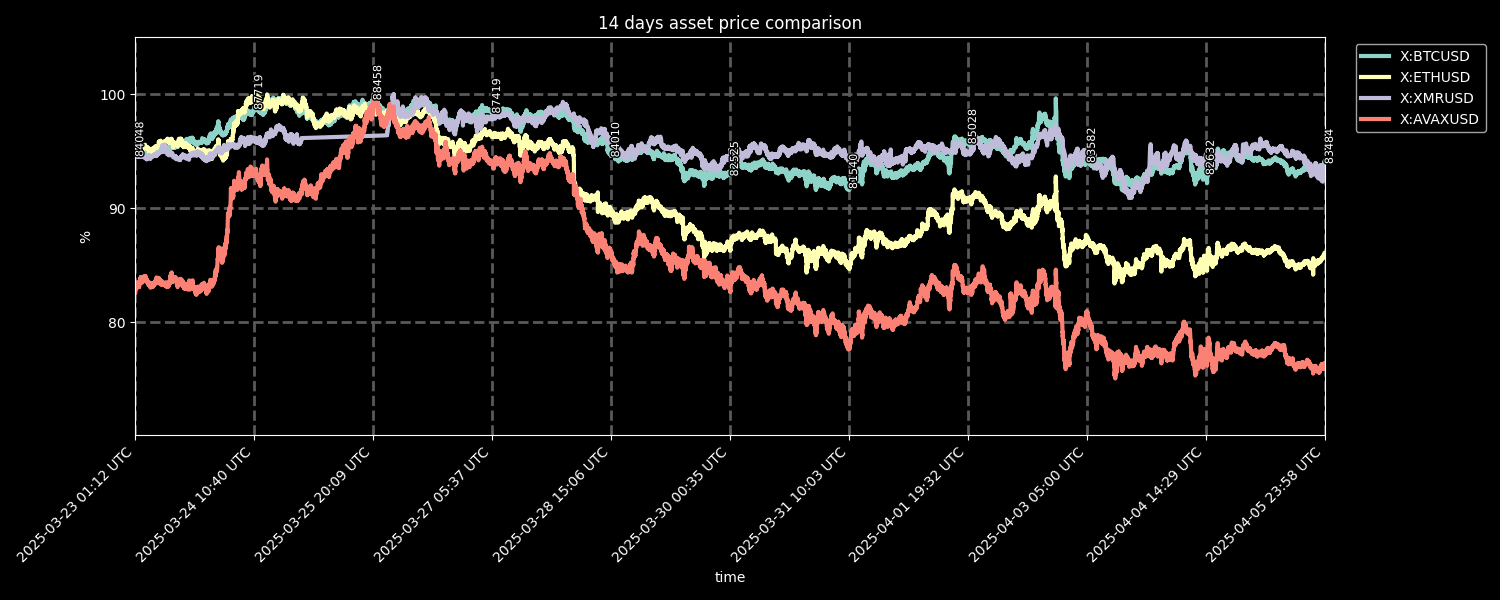 14 days asset price comparison
X:BTCUSD
X:ETHUSD
X:XMRUSD
X:AVAXUSD
100
90
80
%
84048
87719
88458
87419
84010
82525
81540
85028
83582
82632
83484
2025-03-23 01:12 UTC
2025-03-24 10:40 UTC
2025-03-25 20:09 UTC
2025-03-27 05:37 UTC
2025-03-28 15:06 UTC
2025-03-30 00:35 UTC
2025-03-31 10:03 UTC
2025-04-01 19:32 UTC
2025-04-03 05:00 UTC
2025-04-04 14:29 UTC
2025-04-05 23:58 UTC
time